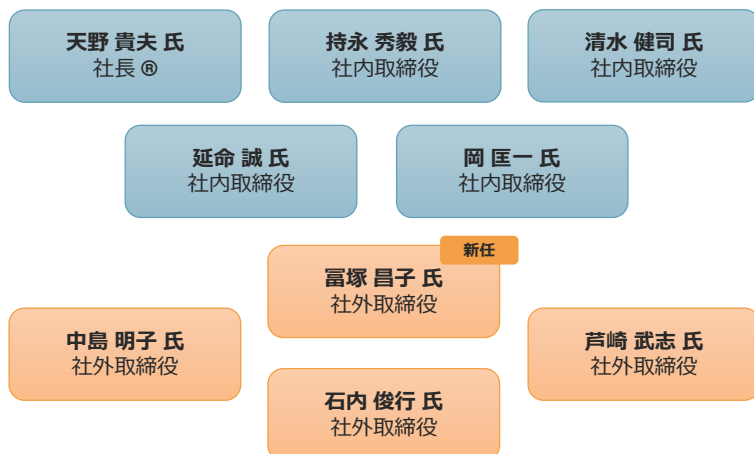 天野 貴夫 氏
社長 ®
持永 秀毅 氏
社内取締役
清水 健司 氏
社内取締役
延命 誠 氏
社内取締役
岡 匡一 氏
社内取締役
新任
冨塚 昌子 氏
社外取締役
中島 明子 氏
社外取締役
芦崎 武志 氏
社外取締役
石内 俊行 氏
社外取締役